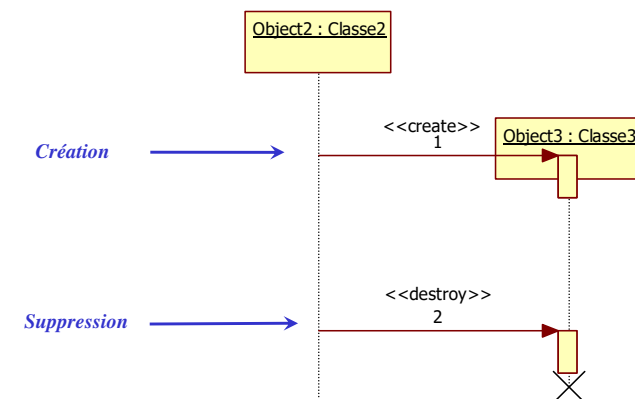 Object2 : Classe2
<<create>>
1
Object3 : Classe3
Création
<<destroy>>
2
Suppression